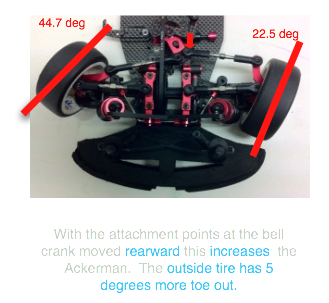 44.7 deg
22.5 deg
With the attachment points at the bell
crank moved rearward this increases the
Ackerman. The outside tire has 5
degrees more toe out.